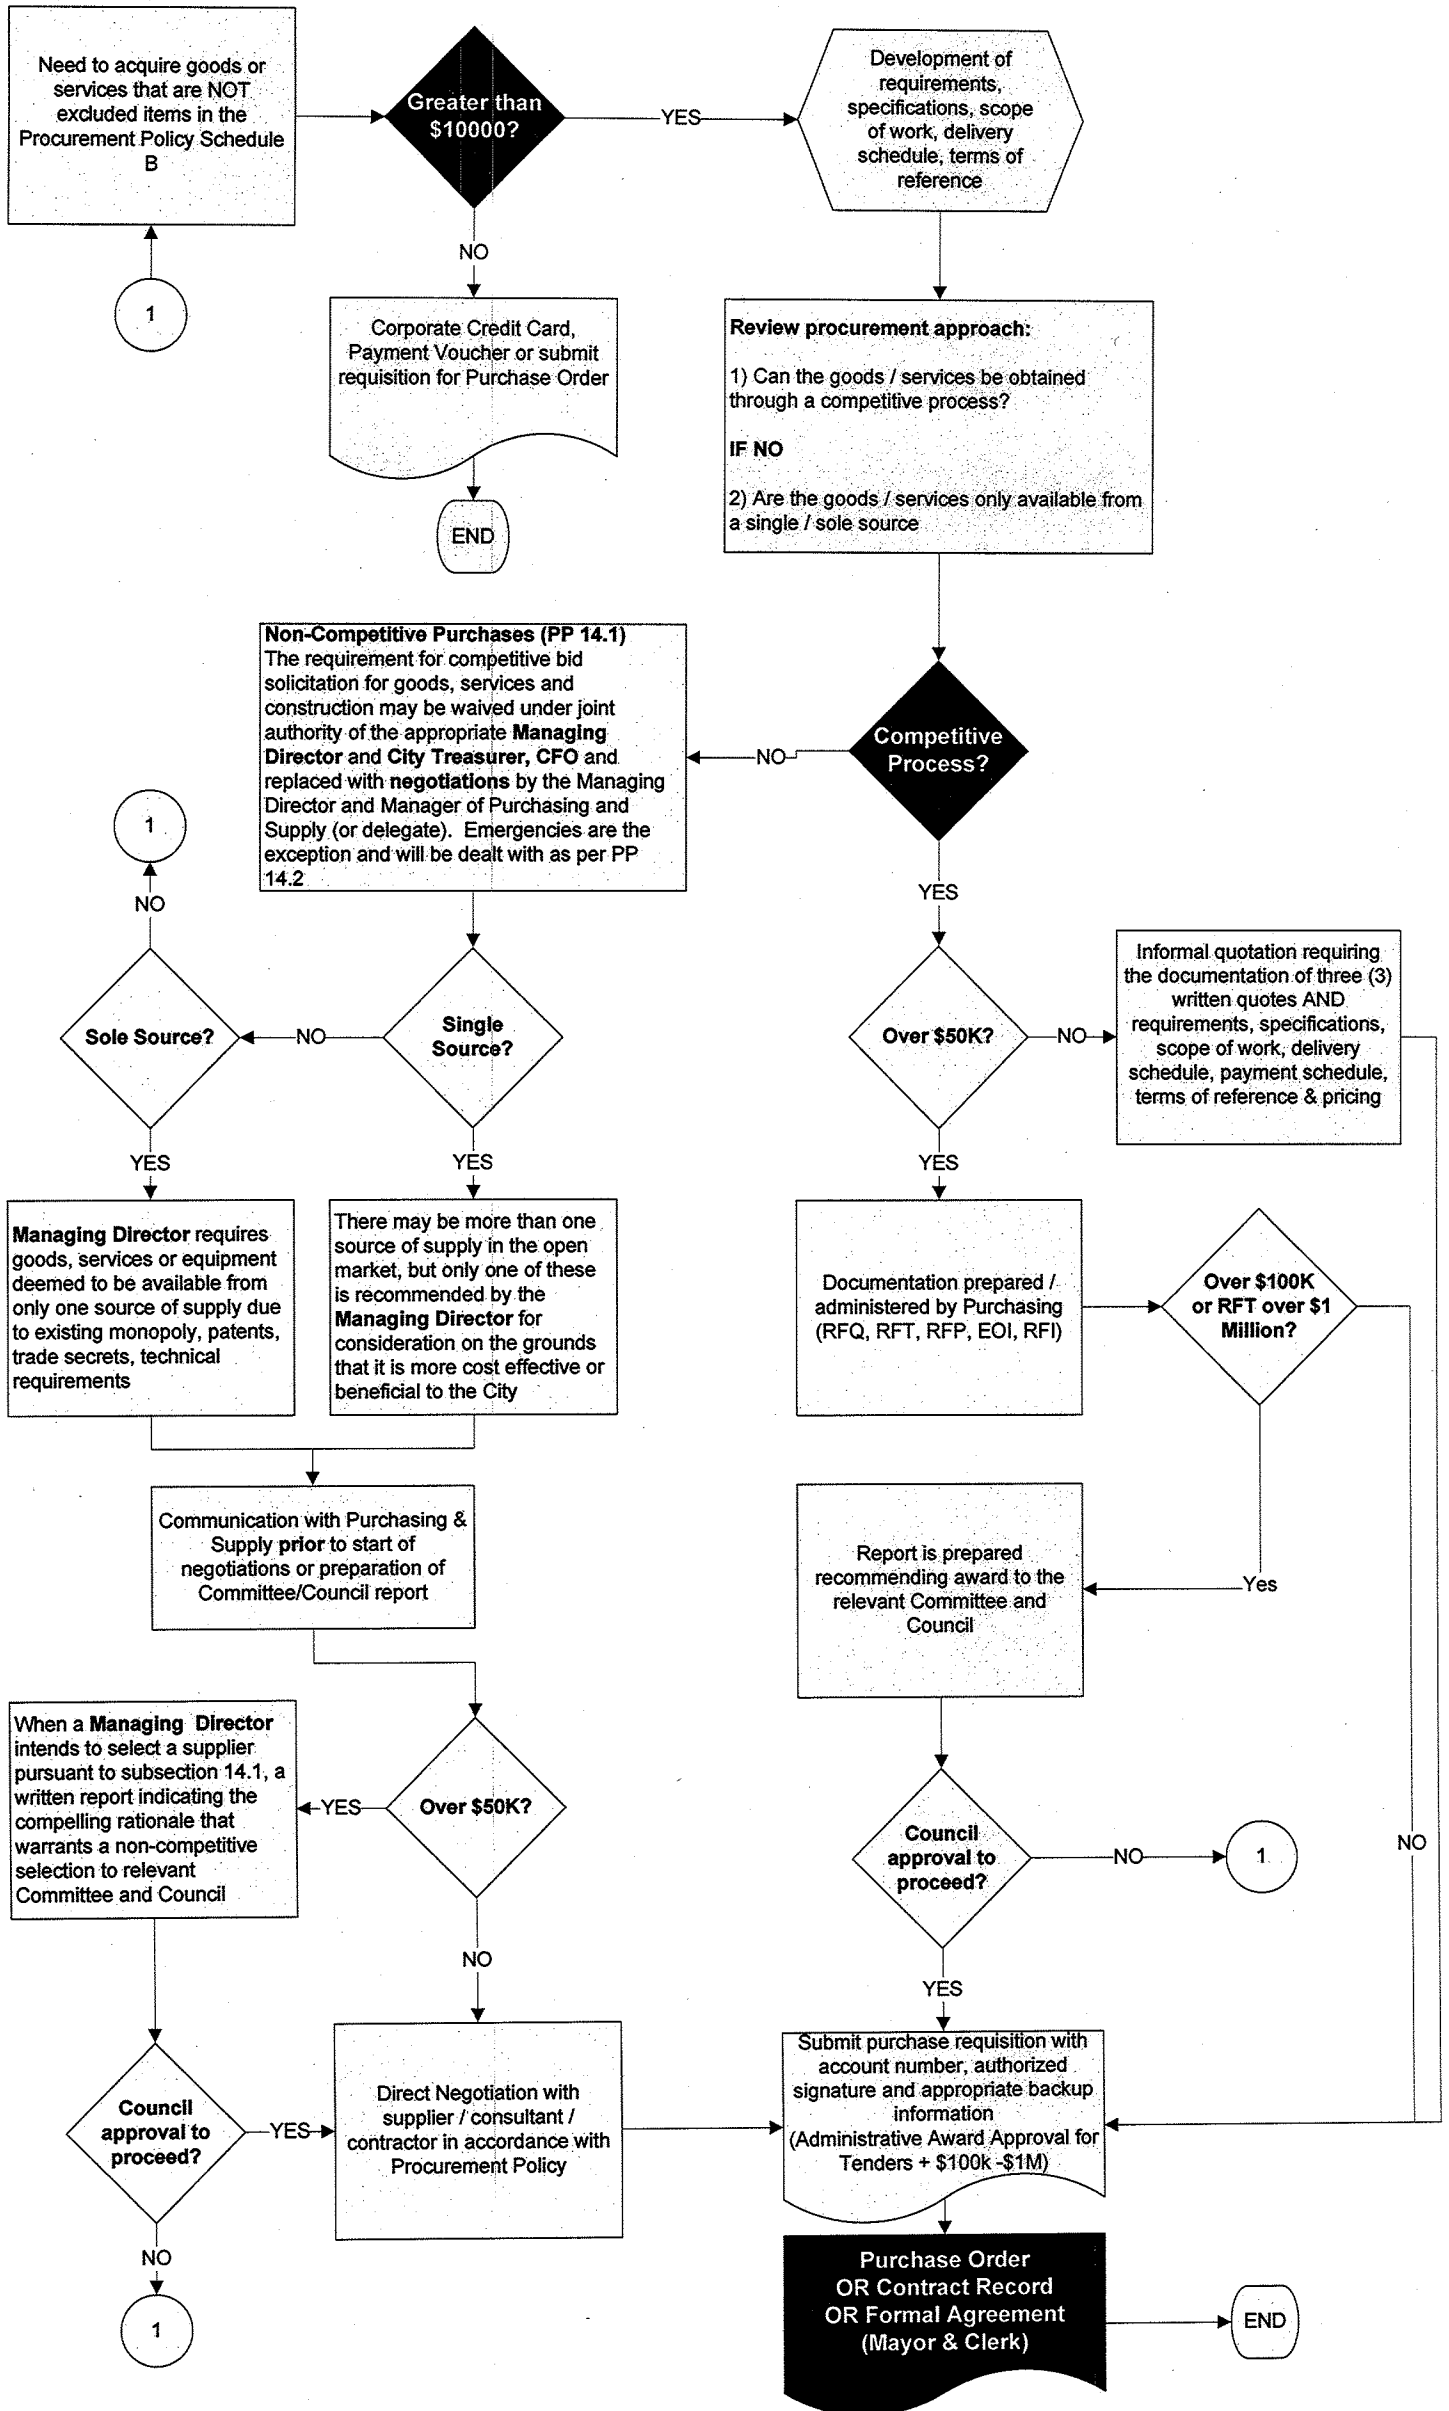 Need to acquire goods or
services that are NOT
excluded items in the
Procurement Policy Schedule
B
Greater than
$10000?
YES
Development of
requirements,
specifications, scope
of work, delivery
schedule, terms of
reference
1
NO
Corporate Credit Card,
Payment Voucher or submit
requisition for Purchase Order
END
Review procurement approach:
1) Can the goods / services be obtained
through a competitive process?
IF NO
2) Are the goods / services only available from
a single / sole source
Competitive
Process?
NO
Non-Competitive Purchases (PP 14.1)
The requirement for competitive bid
solicitation for goods, services and
construction may be waived under joint
authority of the appropriate Managing
Director and City Treasurer, CFO and
replaced with negotiations by the Managing
Director and Manager of Purchasing and
Supply (or delegate). Emergencies are the
exception and will be dealt with as per PP
14.2
1
NO
Sole Source?
NO
Single
Source?
YES
YES
Managing Director requires
goods, services or equipment
deemed to be available from
only one source of supply due
to existing monopoly, patents,
trade secrets, technical
requirements
There may be more than one
source of supply in the open
market, but only one of these
is recommended by the
Managing Director for
consideration on the grounds
that it is more cost effective or
beneficial to the City
Communication with Purchasing &
Supply prior to start of
negotiations or preparation of
Committee/Council report
Over $50K?
YES
When a Managing Director
intends to select a supplier
pursuant to subsection 14.1, a
written report indicating the
compelling rationale that
warrants a non-competitive
selection to relevant
Committee and Council
NO
Council
approval to
proceed?
YES
NO
1
Direct Negotiation with
supplier / consultant /
contractor in accordance with
Procurement Policy
YES
Over $50K?
NO
Informal quotation requiring
the documentation of three (3)
written quotes AND
requirements, specifications,
scope of work, delivery
schedule, payment schedule,
terms of reference & pricing
YES
Documentation prepared /
administered by Purchasing
(RFQ, RFT, RFP, EOI, RFI)
Over $100K
or RFT over $1
Million?
Yes
NO
Report is prepared
recommending award to the
relevant Committee and
Council
Council
approval to
proceed?
NO
1
YES
Submit purchase requisition with
account number, authorized
signature and appropriate backup
information
(Administrative Award Approval for
Tenders + $100k -$1M)
Purchase Order
OR Contract Record
OR Formal Agreement
(Mayor & Clerk)
END